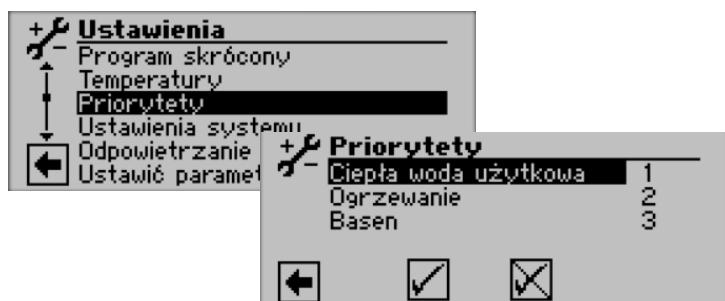 Ustawienia
Program skrócony
Temperatury
Priorytety
Ustawienia systemu
Odpowietrzanie
Ustawić paramet
Priorytety
Ciepła woda użytkowa 1
Ogrzewanie 2
Basen 3